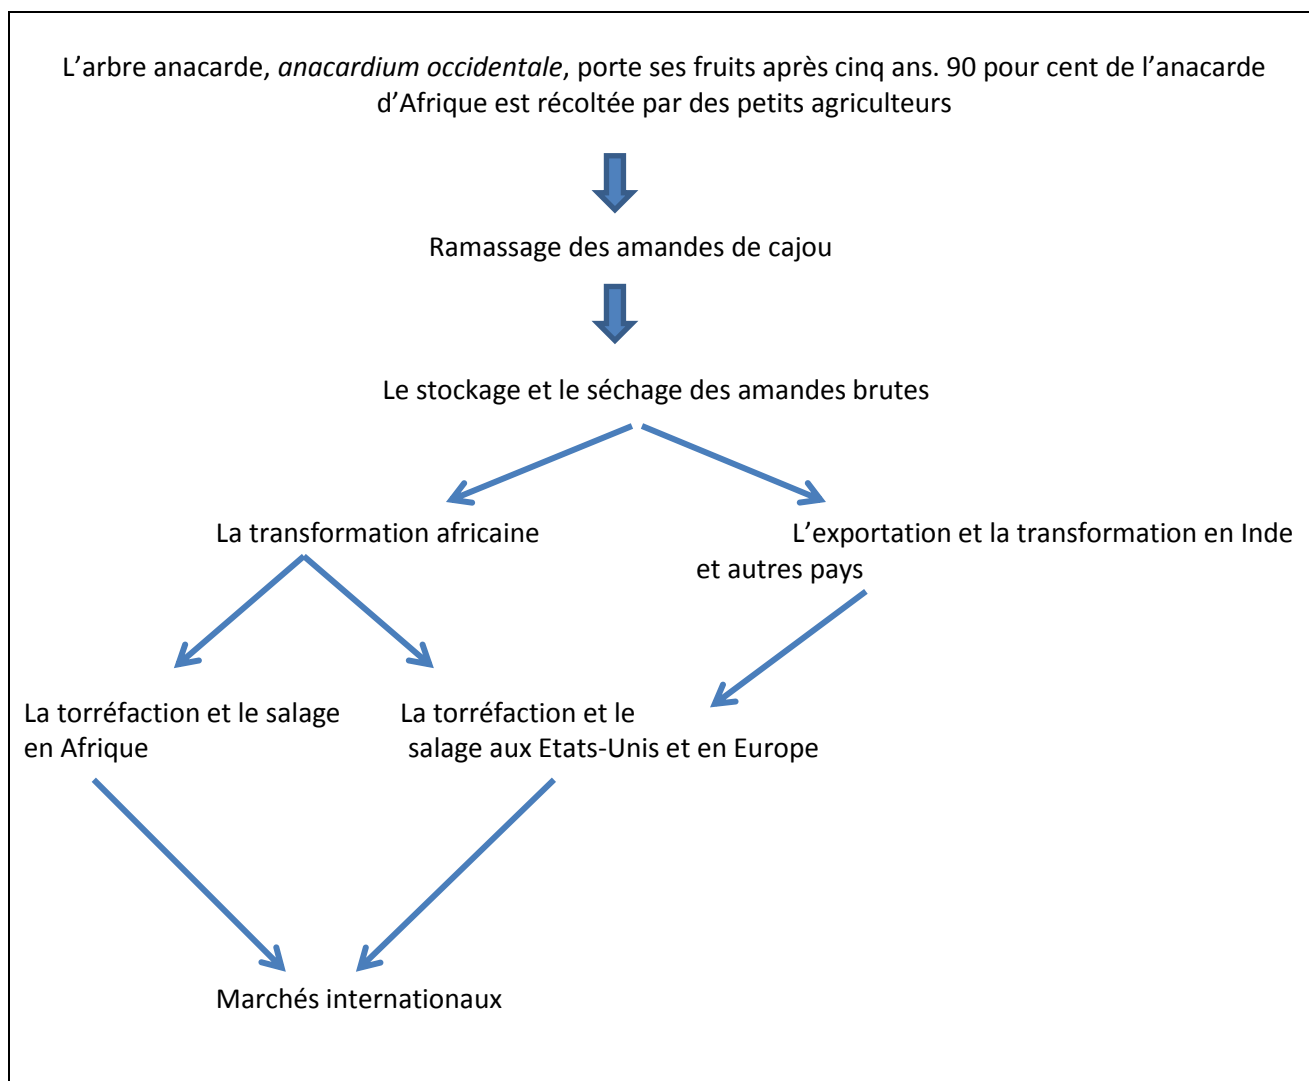 L’arbre anacarde, anacardium occidentale, porte ses fruits après cinq ans. 90 pour cent de l’anacarde
d’Afrique est récoltée par des petits agriculteurs
Ramassage des amandes de cajou
Le stockage et le séchage des amandes brutes
La transformation africaine
L’exportation et la transformation en Inde
et autres pays
La torréfaction et le salage
en Afrique
La torréfaction et le
salage aux Etats-Unis et en Europe
Marchés internationaux